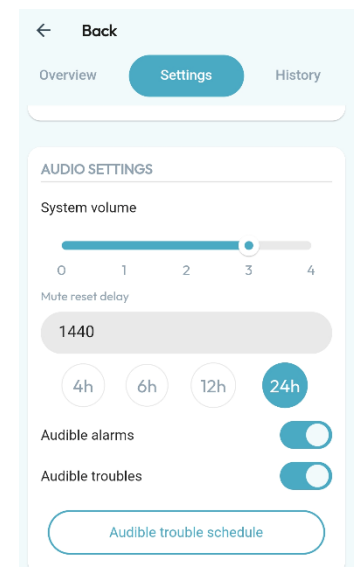 Back
Overview Settings History
AUDIO SETTINGS
System volume
0 1 2 3 4
Mute reset delay
1440
4h 6h 12h 24h
Audible alarms
Audible troubles
Audible trouble schedule